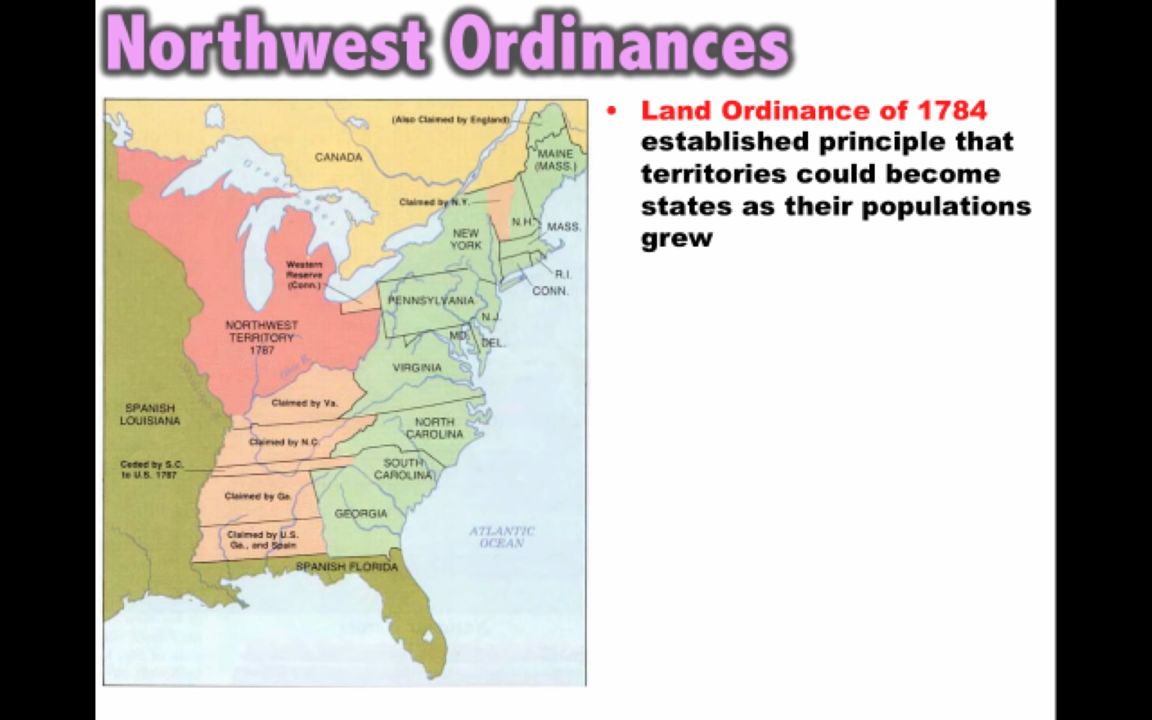 Northwest Ordinances
• Land Ordinance of 1784
established principle that
territories could become
states as their populations
grew
(Also Claimed by England)
CANADA
MAINE
(MASS.)
Great
Claimed by N.Y.
N.H.
MASS.
NEW
YORK
Western
Reserve
(Conn.)
R.I.
CONN.
PENNSYLVANIA
N.J.
NORTHWEST
TERRITORY
1787
MD.
DEL.
Ohio R.
VIRGINIA
SPANISH
LOUISIANA
Claimed by Va.
NORTH
CAROLINA
Claimed by N.C.
Ceded by S.C.
to U.S. 1787
SOUTH
CAROLINA
Claimed by Ga.
GEORGIA
Claimed by U.S.
Ga., and Spain
ATLANTIC
OCEAN
SPANISH FLORIDA